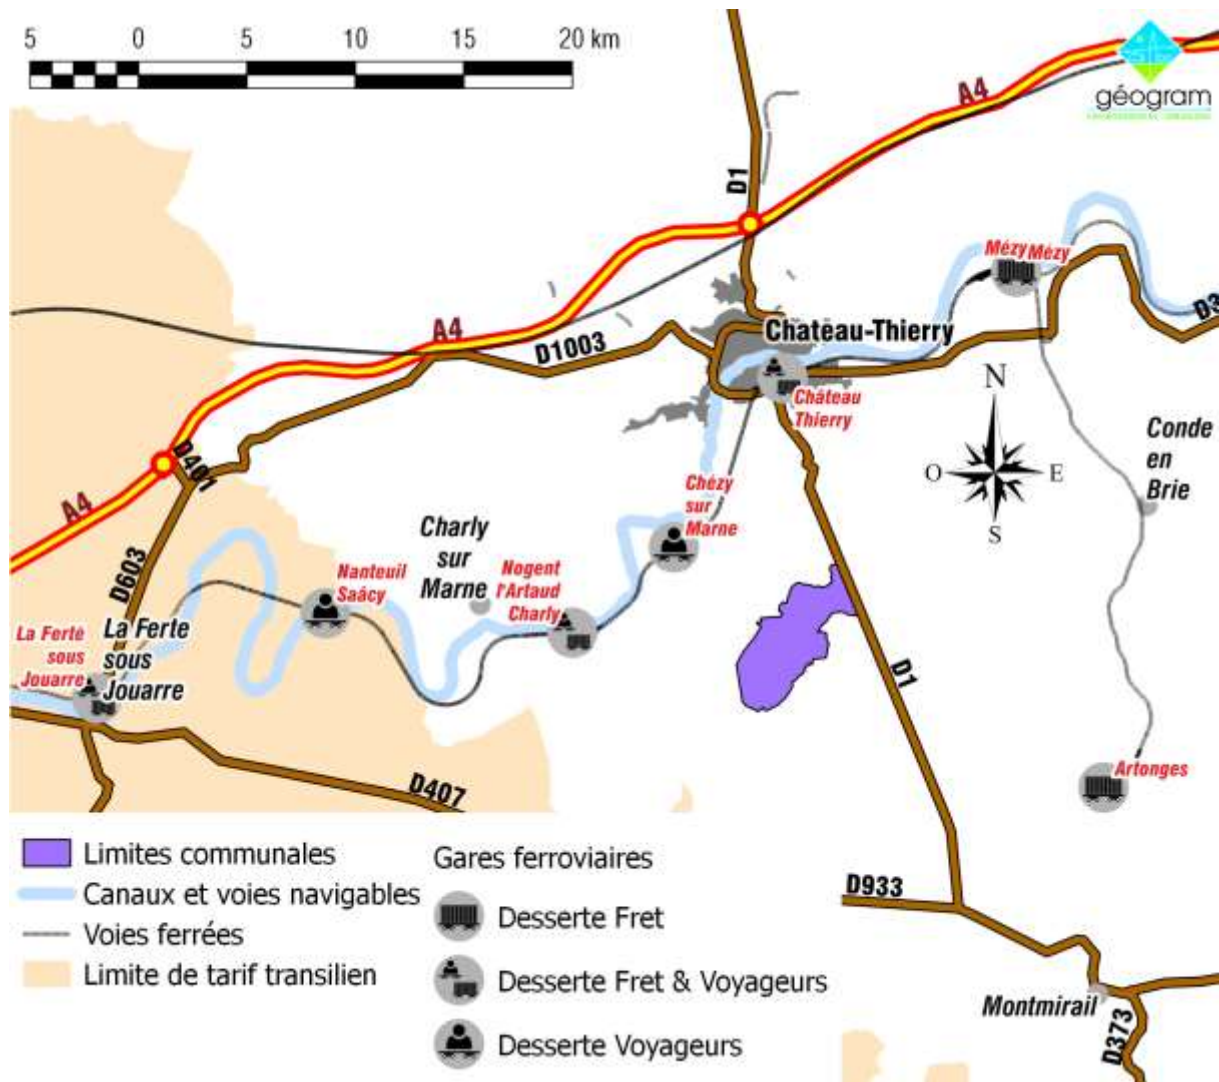 5 0 5 10 15 20 km
A4
géogram
D1
Mézy Mézy
A4
D1003
Château-Thierry
D3
Château
Thierry
N
O E
S
Conde
en
Brie
D401
A4
Chézy
sur
Marne
Charly
sur
Marne
Nogent
l'Artaud
Charly
Nanteuil
Saâcy
D603
La Ferté
sous
Jouarre
La Ferte
sous
Jouarre
D1
Artonges
D407
Limites communales
Canaux et voies navigables
Voies ferrées
Limite de tarif transilien
Gares ferroviaires
Desserte Fret
Desserte Fret & Voyageurs
Desserte Voyageurs
D933
Montmirail
D373